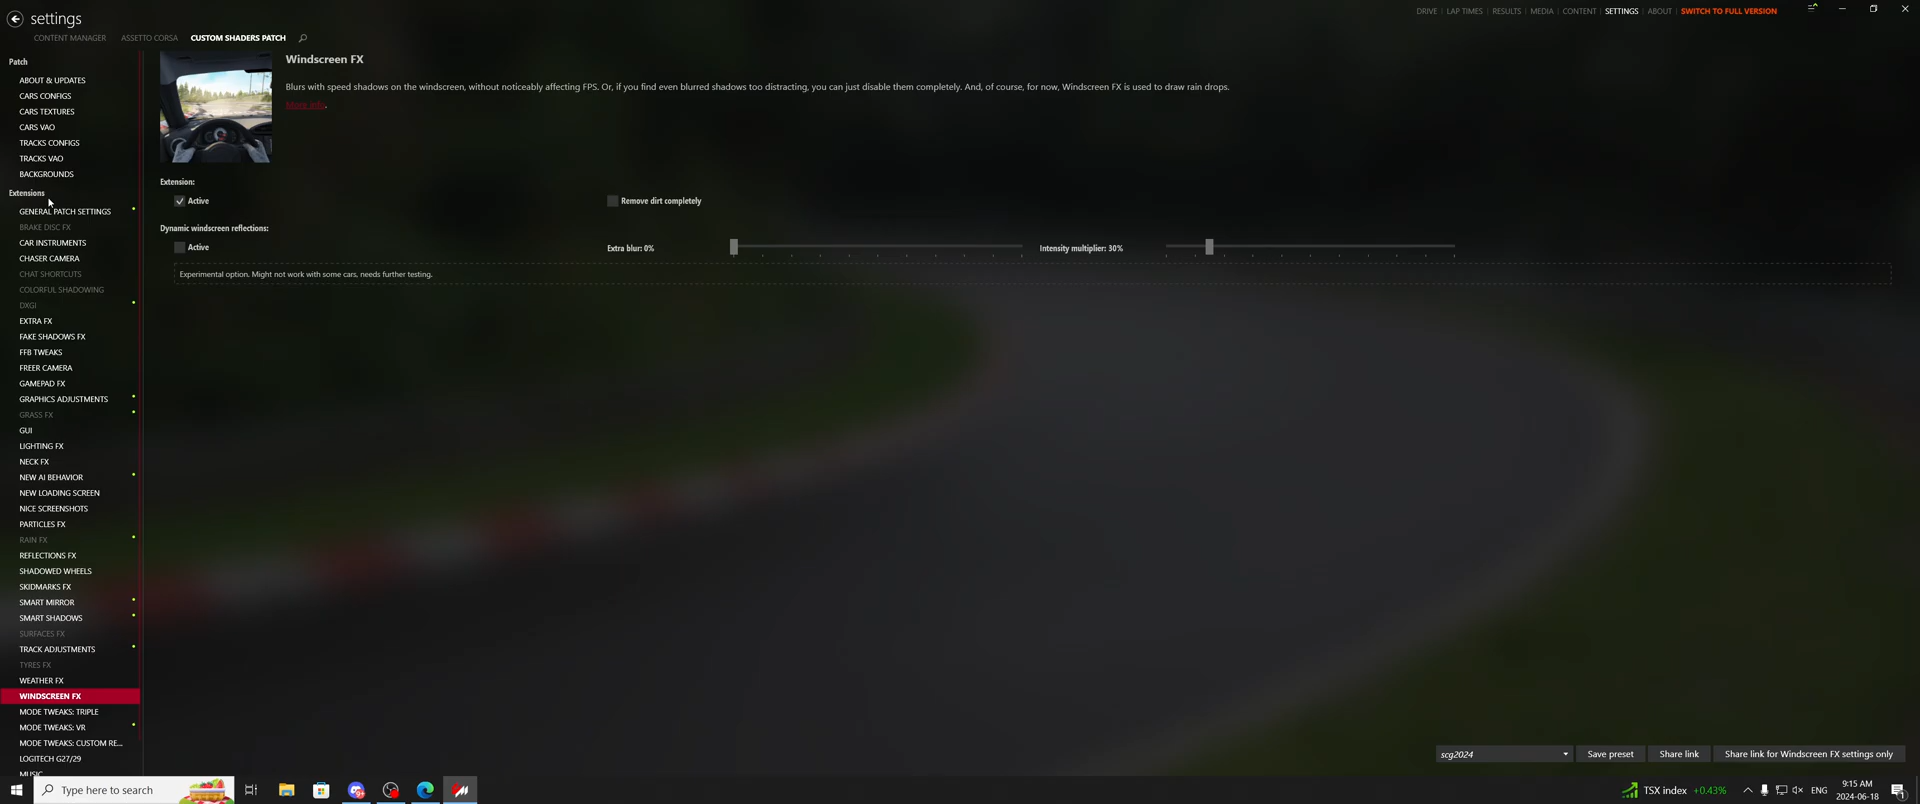 settings
DRIVE | LAP TIMES | RESULTS | MEDIA | CONTENT | SETTINGS | ABOUT | SWITCH TO FULL VERSION
CONTENT MANAGER
ASSETTO CORSA
CUSTOM SHADERS PATCH
Patch
ABOUT & UPDATES
CARS CONFIGS
CARS TEXTURES
CARS VAO
TRACKS CONFIGS
TRACKS VAO
BACKGROUNDS
Extensions
GENERAL PATCH SETTINGS
BRAKE DISC FX
CAR INSTRUMENTS
CHASER CAMERA
CHAT SHORTCUTS
COLORFUL SHADOWING
DXGI
EXTRA FX
FAKE SHADOWS FX
FFB TWEAKS
FREER CAMERA
GAMEPAD FX
GRAPHICS ADJUSTMENTS
GRASS FX
GUI
LIGHTING FX
NECK FX
NEW AI BEHAVIOR
NEW LOADING SCREEN
NICE SCREENSHOTS
PARTICLES FX
RAIN FX
REFLECTIONS FX
SHADOWED WHEELS
SKIDMARKS FX
SMART MIRROR
SMART SHADOWS
SURFACES FX
TRACK ADJUSTMENTS
TYRES FX
WEATHER FX
WINDSCREEN FX
MODE TWEAKS: TRIPLE
MODE TWEAKS: VR
MODE TWEAKS: CUSTOM RE...
LOGITECH G27/29
MUSIC
Windscreen FX
Blurs with speed shadows on the windscreen, without noticeably affecting FPS. Or, if you find even blurred shadows too distracting, you can just disable them completely. And, of course, for now, Windscreen FX is used to draw rain drops.
More info.
Extension:
Active
Remove dirt completely
Dynamic windscreen reflections:
Active
Extra blur: 0%
Intensity multiplier: 30%
Experimental option. Might not work with some cars, needs further testing.
scg2024
Save preset
Share link
Share link for Windscreen FX settings only
Type here to search
TSX index +0.43%
ENG
9:15 AM
2024-06-18
1